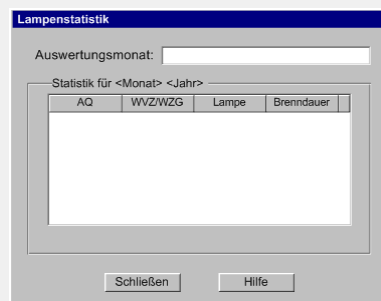 Lampenstatistik
Auswertungsmonat:
Statistik für <Monat> <Jahr>
AQ WVZ/WZG Lampe Brenndauer
Schließen Hilfe